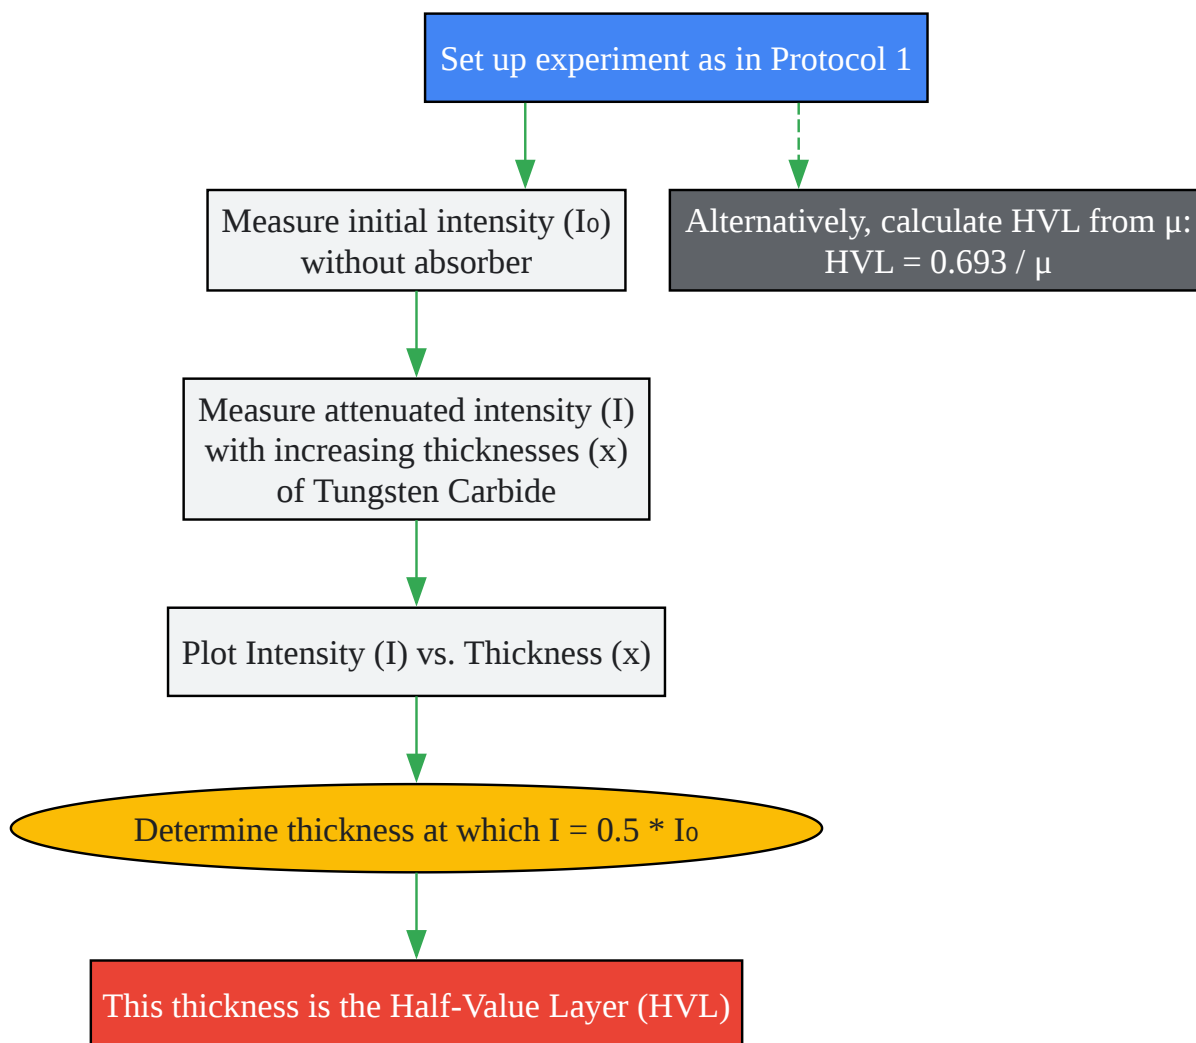 Set up experiment as in Protocol 1
Measure initial intensity (I₀)
without absorber
Alternatively, calculate HVL from μ:
HVL = 0.693 / μ
Measure attenuated intensity (I)
with increasing thicknesses (x)
of Tungsten Carbide
Plot Intensity (I) vs. Thickness (x)
Determine thickness at which I = 0.5 * I₀
This thickness is the Half-Value Layer (HVL)